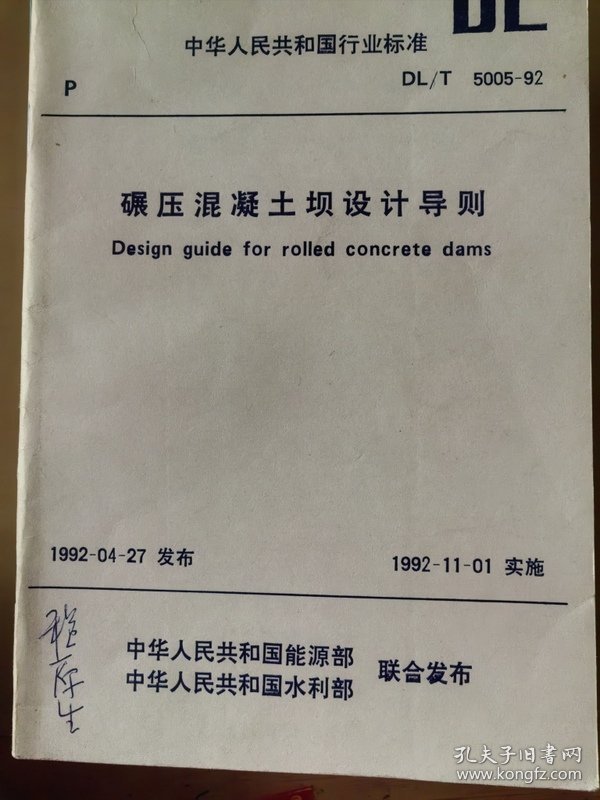 DL
中华人民共和国行业标准
P
DL/T 5005-92
碾压混凝土坝设计导则
Design guide for rolled concrete dams
1992-04-27 发布
1992-11-01 实施
中华人民共和国能源部
中华人民共和国水利部
联合发布
孔夫子旧书网
www.kongfz.com